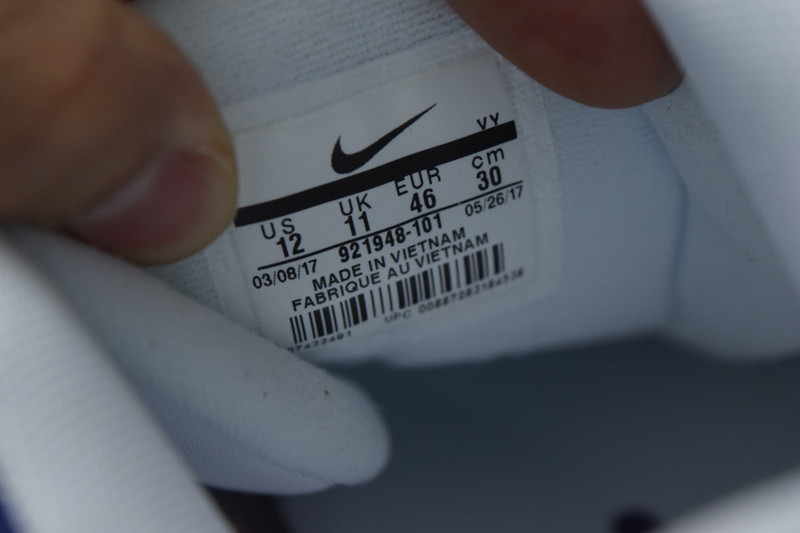 VY
US UK EUR cm
12 11 46 30
921948-101
03/08/17 05/26/17
MADE IN VIETNAM
FABRIQUE AU VIETNAM
UPC